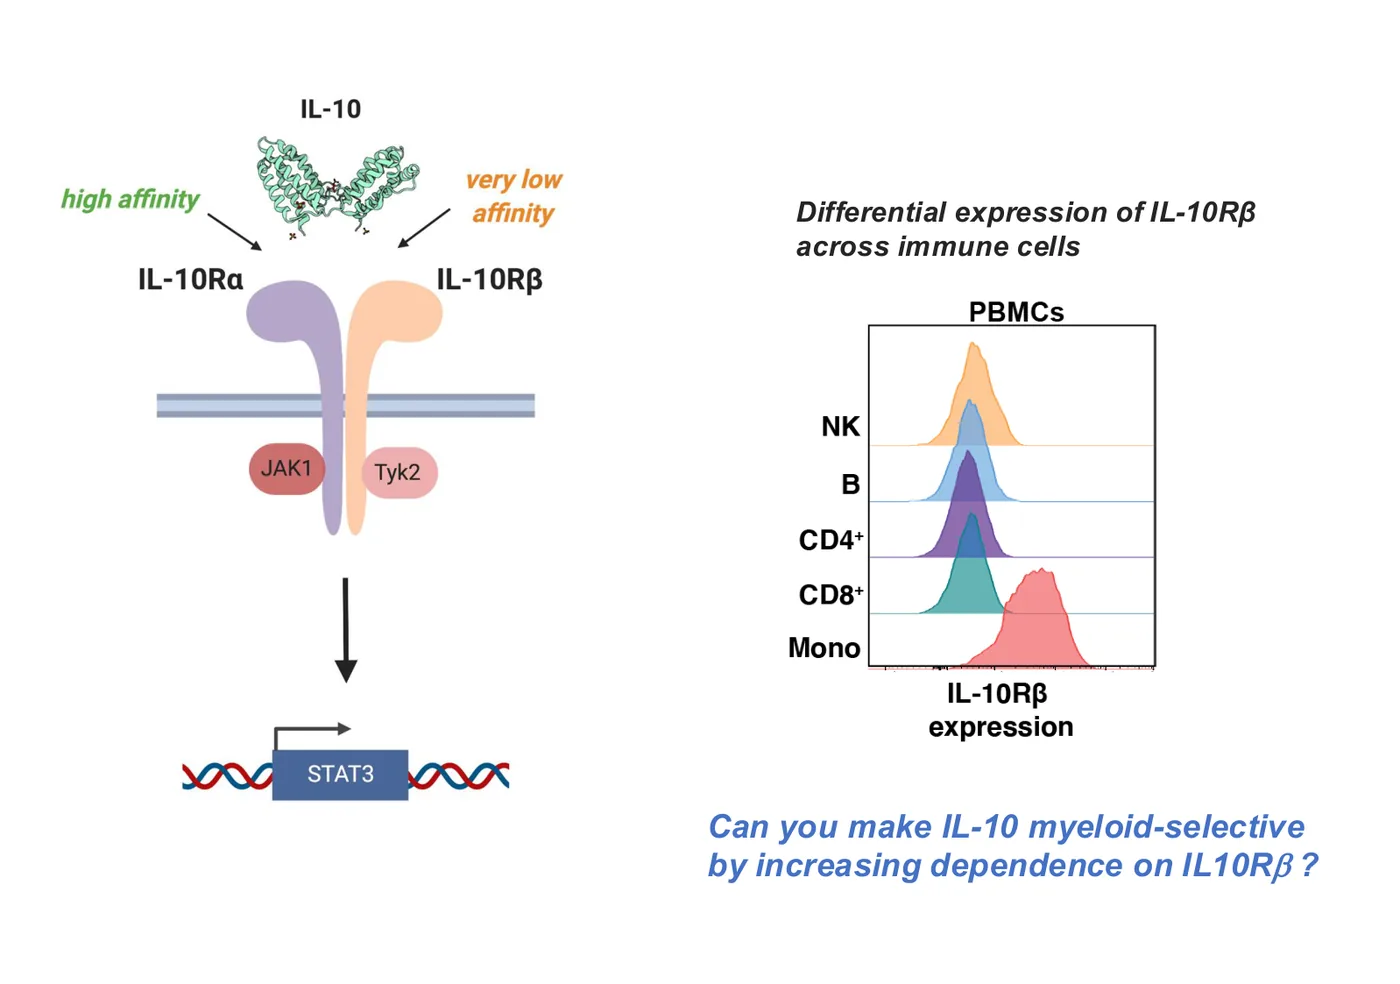 IL-10
high affinity
very low
affinity
IL-10Rα
IL-10Rβ
JAK1
Tyk2
STAT3
Differential expression of IL-10Rβ
across immune cells
PBMCs
NK
B
CD4⁺
CD8⁺
Mono
IL-10Rβ
expression
Can you make IL-10 myeloid-selective
by increasing dependence on IL10Rβ ?